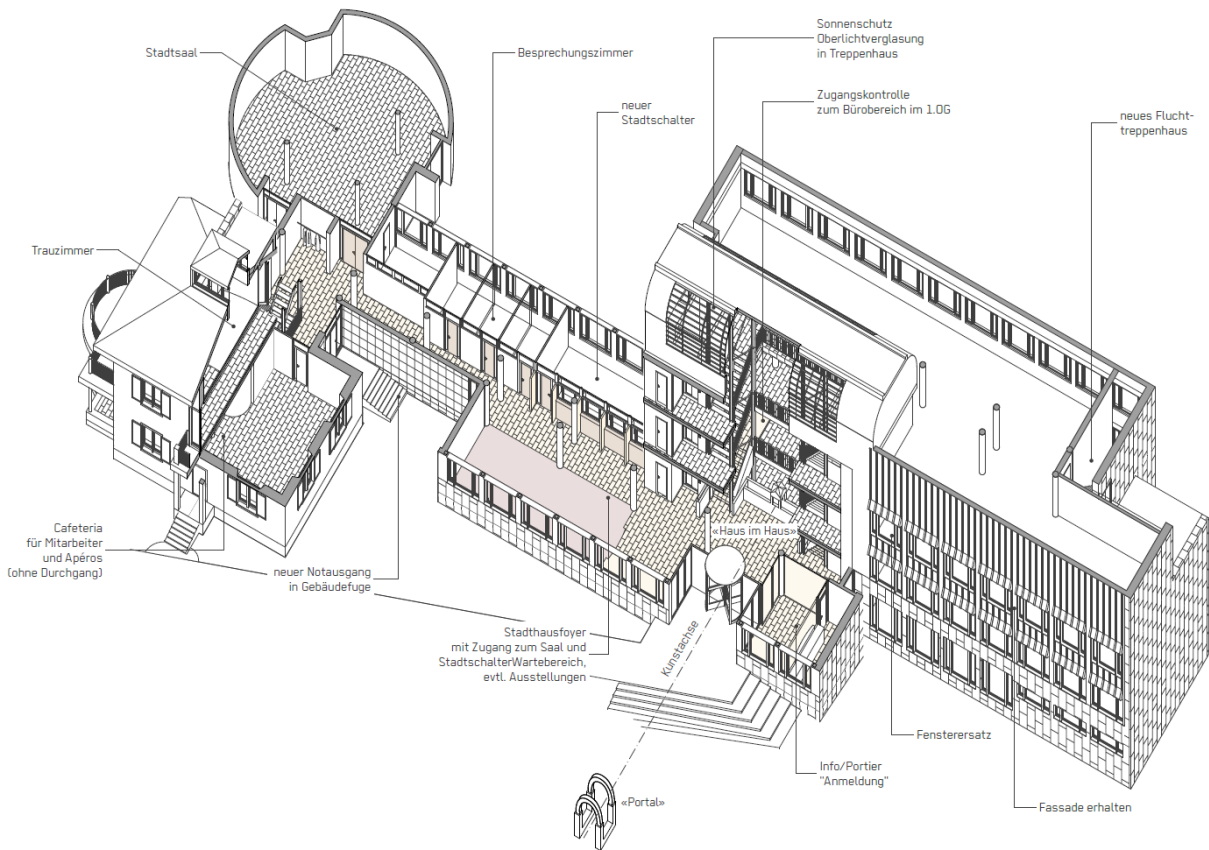 Sonnenschutz
Oberlichtverglasung
in Treppenhaus
Stadtsaal
Besprechungszimmer
neuer
Stadtschalter
Zugangskontrolle
zum Bürobereich im 1.OG
neues Flucht-
treppenhaus
Trauzimmer
«Haus im Haus»
Cafeteria
für Mitarbeiter
und Apéros
(ohne Durchgang)
neuer Notausgang
in Gebäudefuge
Stadthausfoyer
mit Zugang zum Saal und
StadtschalterWartebereich,
evtl. Ausstellungen
Kunstachse
Fensterersatz
Info/Portier
"Anmeldung"
«Portal»
Fassade erhalten